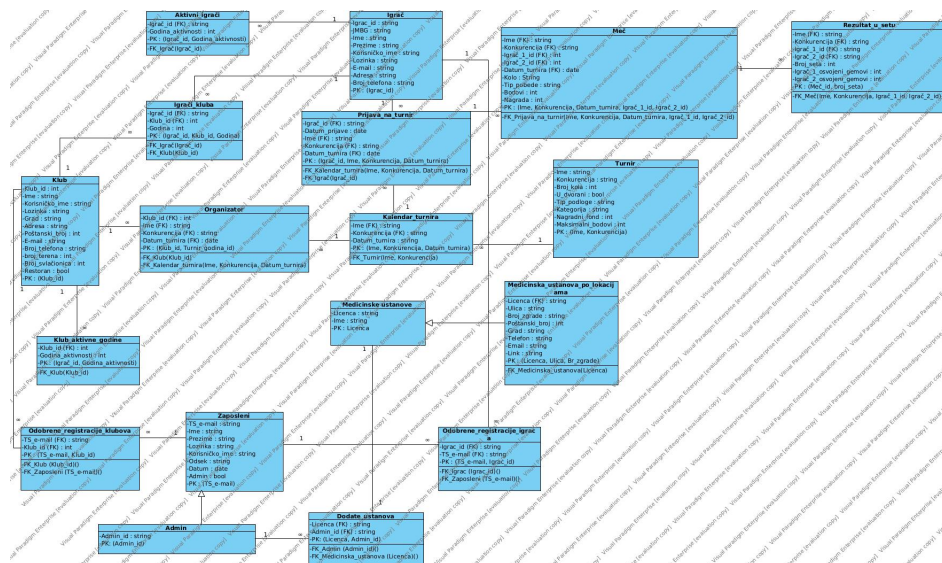 Aktivni_igrači
-Igrač_id (FK) : string
-Godina_aktivnosti : int
-PK : (Igrač_id, Godina_aktivnosti)
-FK_Igrač(Igrač_id)
Igrač
-Igrac_id : string
-JMBG : string
-Ime : string
-Prezime : string
-Korisničko_ime : string
-Lozinka : string
-E-mail : string
-Adresa : string
-Broj_telefona : string
-PK : (Igrač_id)
Meč
-Ime (FK) : string
-Konkurencija (FK) : string
-Igrač_1_id (FK) : int
-Igrač_2_id (FK) : int
-Datum_turnira (FK) : date
-Kolo : string
-Tip_pobede : string
-Bodovi : int
-Nagrada : int
-PK : (Ime, Konkurencija, Datum_turnira, Igrač_1_id, Igrač_2_id)
-FK_Prijava_na_turnir(Ime, Konkurencija, Datum_turnira, Igrač_1_id, Igrač_2_id)
Rezultat_u_setu
-Ime (FK) : string
-Konkurencija (FK) : string
-Igrač_1_id (FK) : string
-Igrač_2_id (FK) : string
-Broj_seta : int
-Igrač_1_osvojeni_gemovi : int
-Igrač_2_osvojeni_gemovi : int
-PK : (Meč_id, broj_seta)
-FK_Meč(Ime, Konkurencija, Igrač_1_id, Igrač_2_id)
Igrači_kluba
-Igrač_id (FK) : string
-Klub_id (FK) : int
-Godina : int
-PK : (Igrač_id, Klub_id, Godina)
-FK_Igrač(Igrač_id)
-FK_Klub(Klub_id)
Prijava_na_turnir
-Igrač_id (FK) : string
-Datum_prijave : date
-Ime (FK) : string
-Konkurencija (FK) : string
-Datum_turnira (FK) : date
-PK : (Igrač_id, Ime, Konkurencija, Datum_turnira)
-FK_Kalendar_turnira(Ime, Konkurencija, Datum_turnira)
-FK_Igrač(Igrač_id)
Turnir
-Ime : string
-Konkurencija : string
-Broj_kola : int
-U_dvorani : bool
-Tip_podloge : string
-Kategorija : string
-Nagradni_fond : int
-Maksimalni_bodovi : int
-PK : (Ime, Konkurencija)
Klub
-Klub_id : int
-Ime : string
-Korisničko_ime : string
-Lozinka : string
-Grad : string
-Adresa : string
-Poštanski_broj : int
-E-mail : string
-Broj_telefona : string
-broj_terena : int
-Broj_svlačionica : int
-Restoran : bool
-PK : (Klub_id)
Organizator
-Klub_id (FK) : int
-Ime (FK) : string
-Konkurencija (FK) : string
-Datum_turnira (FK) : date
-PK : (Klub_id, Turnir_godina_id)
-FK_Klub(Klub_id)
-FK_Kalendar_turnira(Ime, Konkurencija, Datum_turnira)
Kalendar_turnira
-Ime (FK) : string
-Konkurencija (FK) : string
-Datum_turnira : string
-PK : (Ime, Konkurencija, Datum_turnira)
-FK_Turnir(Ime, Konkurencija)
Medicinske ustanove
-Licenca : string
-Ime : string
-PK : Licenca
Medicinska_ustanova_po_lokacij
ama
-Licenca (FK) : string
-Ulica : string
-Broj_zgrade : string
-Poštanski_broj : int
-Grad : string
-Telefon : string
-Email : string
-Link : string
-PK : (Licenca, Ulica, Br_zgrade)
-FK_Medicinska_ustanova(Licenca)
Klub_aktivne_godine
-Klub_id (FK) : int
-Godina_aktivnosti : int
-PK : (Igrač_id, Godina_aktivnosti)
-FK_Klub(Klub_id)
Odobrene_registracije_klubova
-TS_e-mail (FK) : string
-Klub_id (FK) : int
-PK : (TS_e-mail, Klub_id)
-FK_Klub (Klub_id)()
-FK_Zaposleni (TS_e-mail)()
Zaposleni
-TS_e-mail : string
-Ime : string
-Prezime : string
-Lozinka : string
-Korisničko_ime : string
-Odsek : string
-Datum : date
-Admin : bool
-PK : (TS_e-mail)
Odobrene_registracije_igrač
a
-Igrac_id (FK) : string
-TS_e-mail (FK) : string
-PK : (TS_e-mail, Igrac_id)
-FK_Igrac (Igrac_id)()
-FK_Zaposleni (TS_e-mail)()
Admin
-Admin_id : string
-PK: (Admin_id)
Dodate_ustanova
-Licenca (FK) : string
-Admin_id (FK) : string
-PK: (Licenca, Admin_id)
-FK_Admin (Admin_id)()
-FK_Medicinska_ustanova (Licenca)()